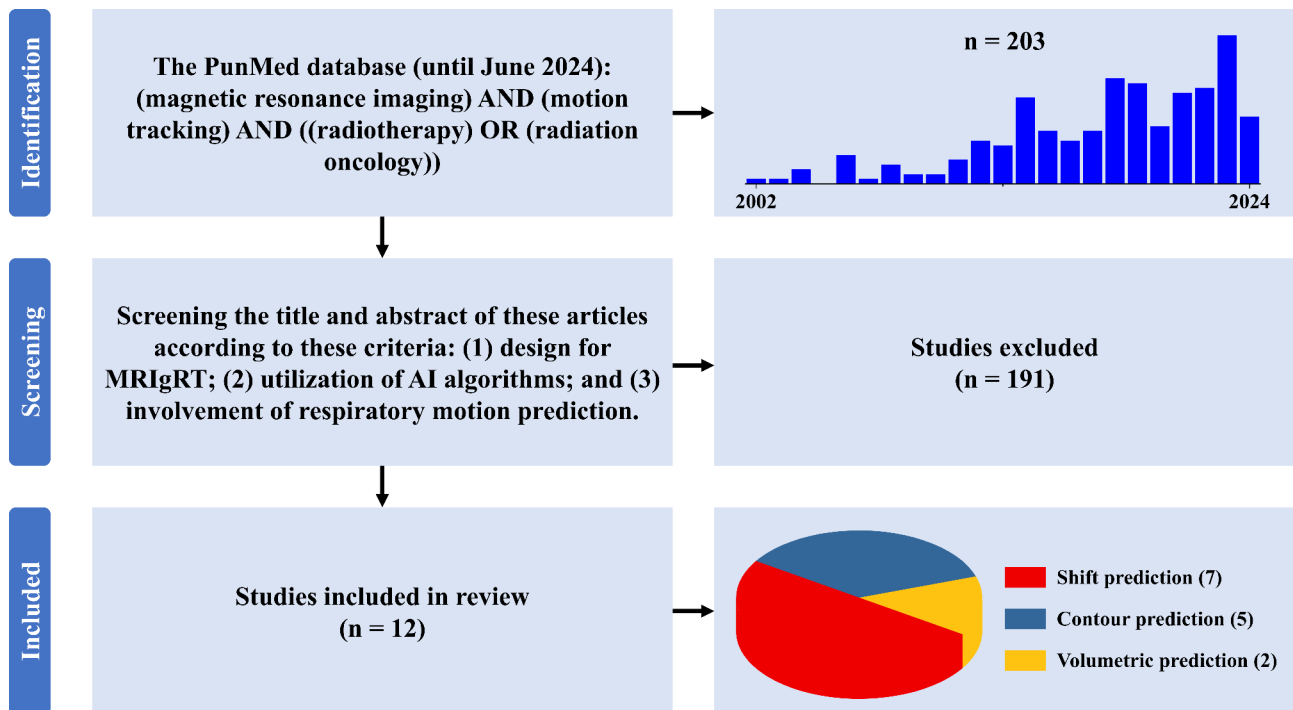 Identification
The PunMed database (until June 2024):
(magnetic resonance imaging) AND (motion
tracking) AND ((radiotherapy) OR (radiation
oncology))
n = 203
2002
2024
Screening
Screening the title and abstract of these articles
according to these criteria: (1) design for
MRIgRT; (2) utilization of AI algorithms; and (3)
involvement of respiratory motion prediction.
Studies excluded
(n = 191)
Included
Studies included in review
(n = 12)
Shift prediction (7)
Contour prediction (5)
Volumetric prediction (2)